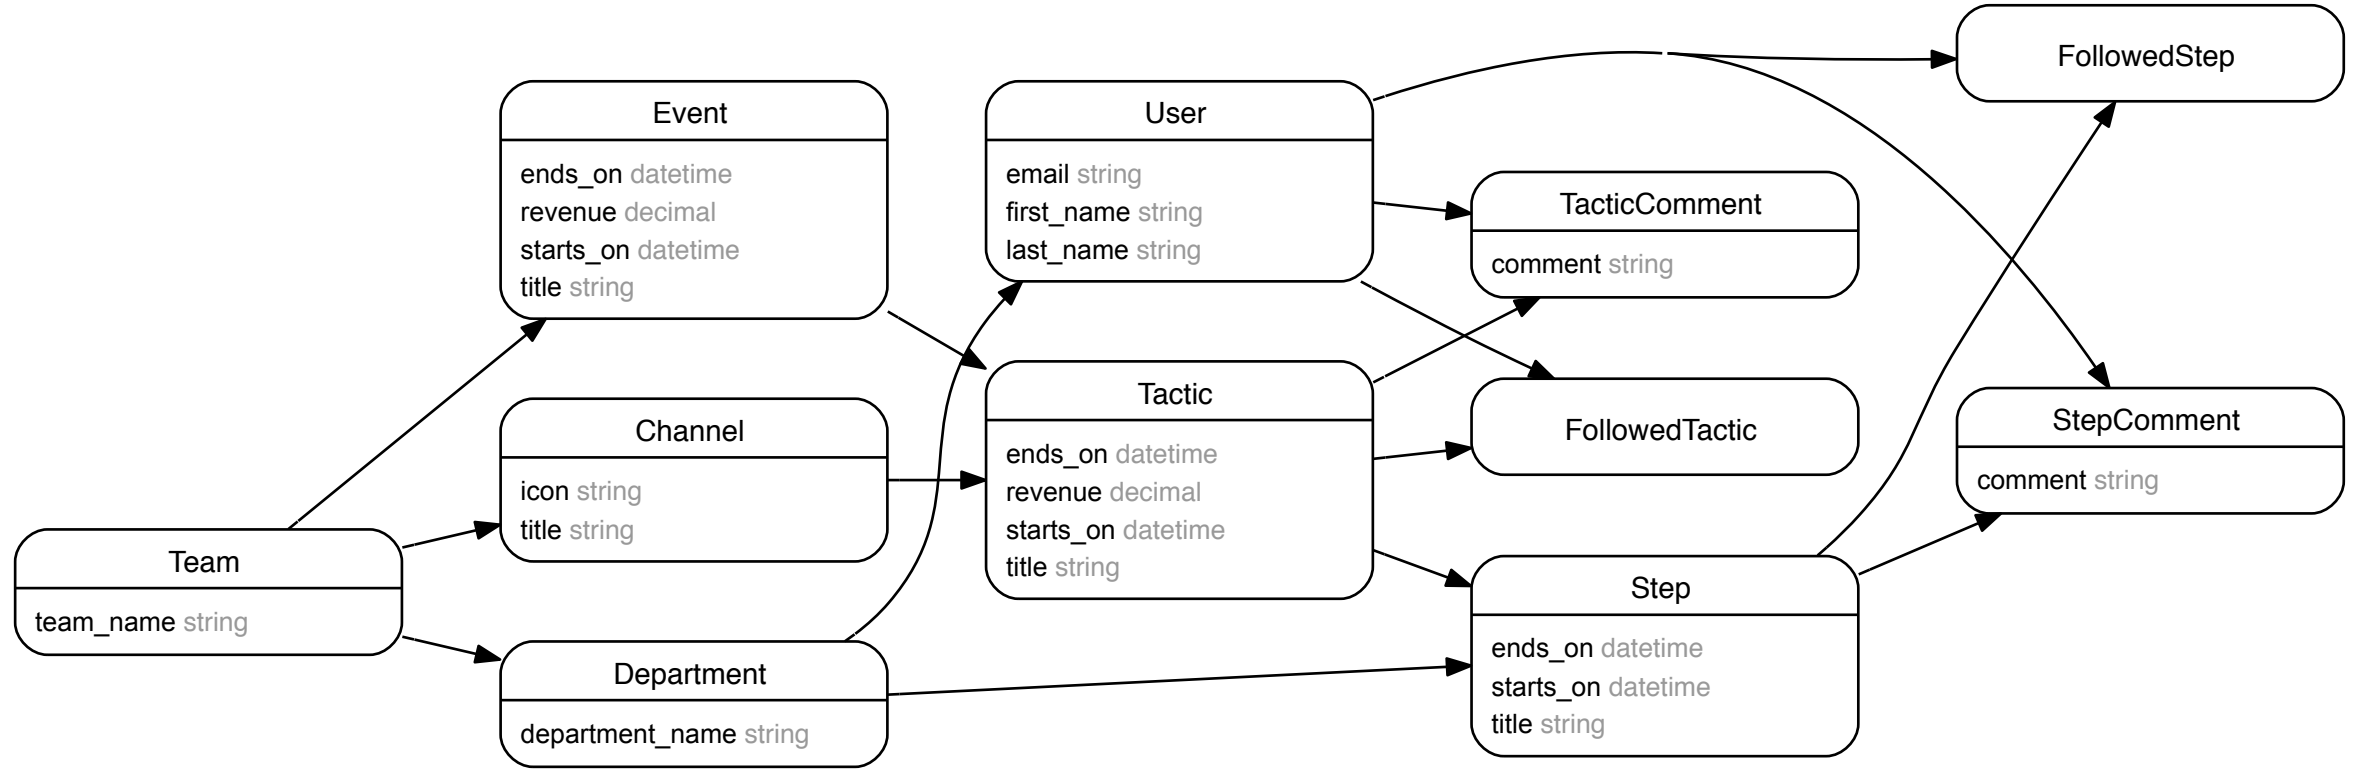 FollowedStep
Event
ends_on datetime
revenue decimal
starts_on datetime
title string
User
email string
first_name string
last_name string
TacticComment
comment string
Channel
icon string
title string
Tactic
ends_on datetime
revenue decimal
starts_on datetime
title string
FollowedTactic
StepComment
comment string
Team
team_name string
Department
department_name string
Step
ends_on datetime
starts_on datetime
title string